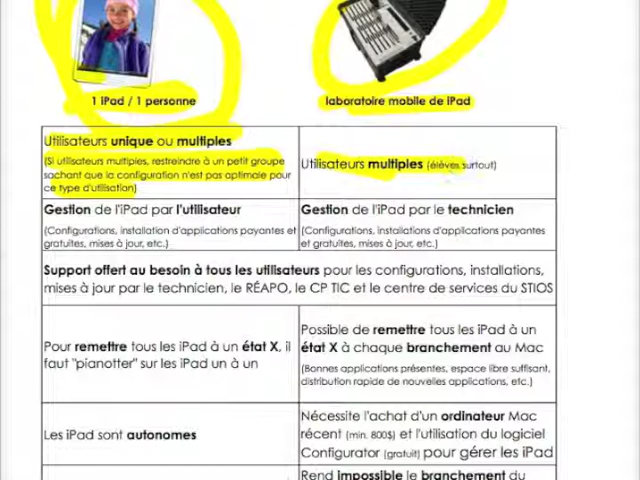 1 iPad / 1 personne
laboratoire mobile de iPad
Utilisateurs unique ou multiples
(Si utilisateurs multiples, restreindre à un petit groupe
sachant que la configuration n'est pas optimale pour
ce type d'utilisation)
Utilisateurs multiples (élèves surtout)
Gestion de l'iPad par l'utilisateur
(Configurations, installation d'applications payantes et
gratuites, mises à jour, etc.)
Gestion de l'iPad par le technicien
(Configurations, installations d'applications payantes
et gratuites, mises à jour, etc.)
Support offert au besoin à tous les utilisateurs pour les configurations, installations,
mises à jour par le technicien, le RÉAPO, le CP TIC et le centre de services du STIOS
Pour remettre tous les iPad à un état X, il
faut "pianotter" sur les iPad un à un
Possible de remettre tous les iPad à un
état X à chaque branchement au Mac
(Bonnes applications présentes, espace libre suffisant,
distribution rapide de nouvelles applications, etc.)
Les iPad sont autonomes
Nécessite l'achat d'un ordinateur Mac
récent (min. 800$) et l'utilisation du logiciel
Configurator (gratuit) pour gérer les iPad
Rend impossible le branchement du